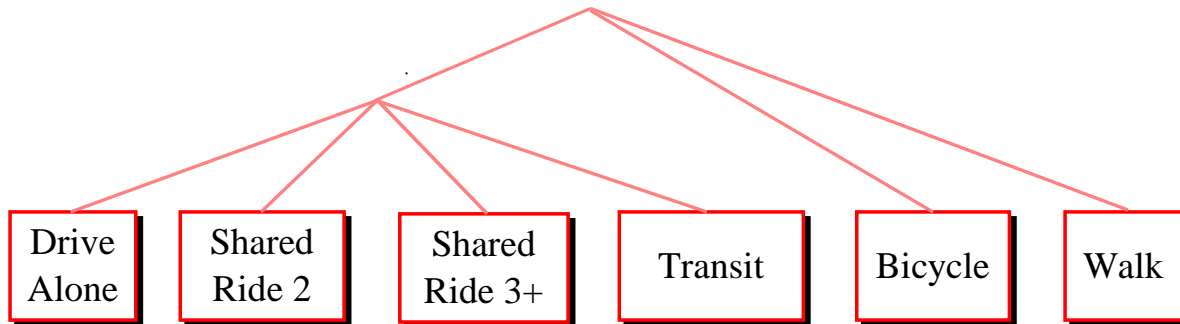 Drive
Alone
Shared
Ride 2
Shared
Ride 3+
Transit
Bicycle
Walk